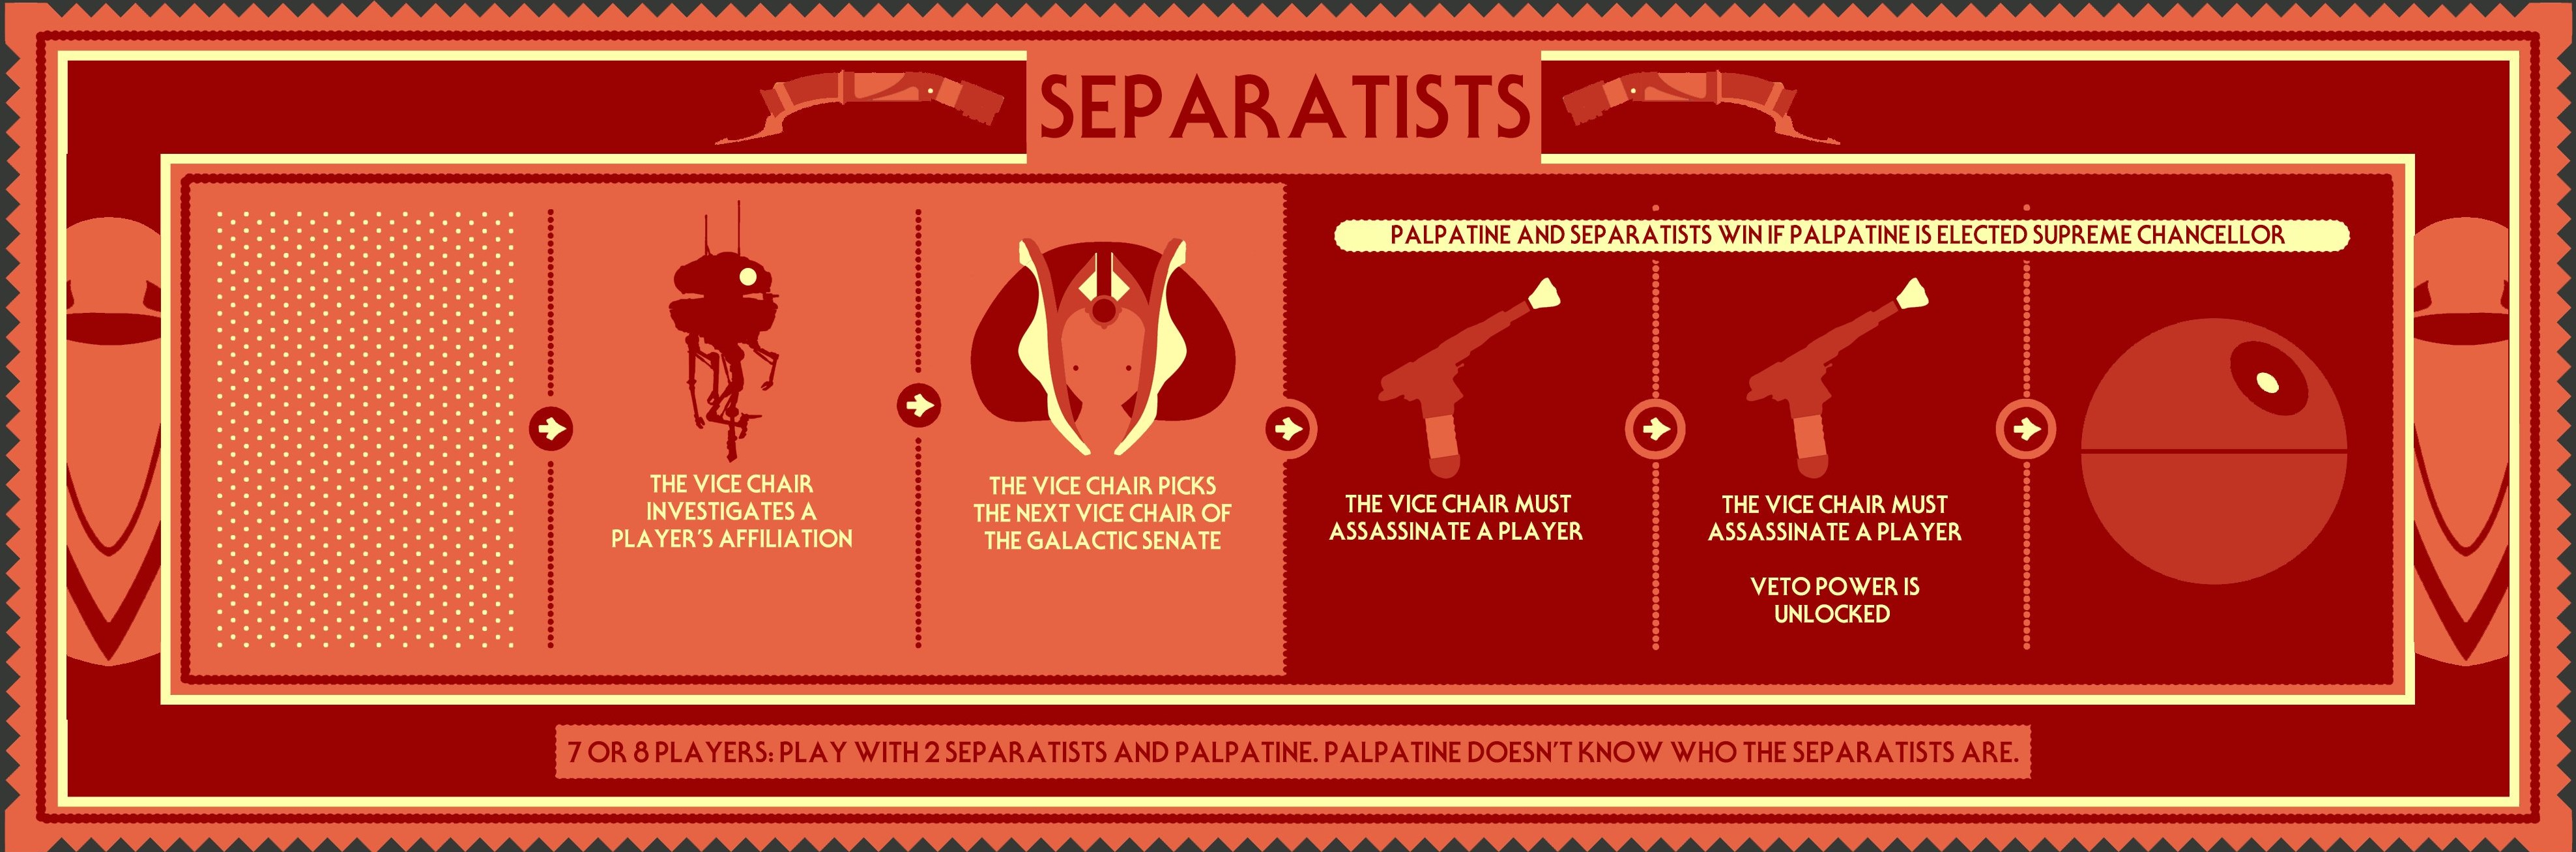 SEPARATISTS
PALPATINE AND SEPARATISTS WIN IF PALPATINE IS ELECTED SUPREME CHANCELLOR
THE VICE CHAIR
INVESTIGATES A
PLAYER'S AFFILIATION
THE VICE CHAIR PICKS
THE NEXT VICE CHAIR OF
THE GALACTIC SENATE
THE VICE CHAIR MUST
ASSASSINATE A PLAYER
THE VICE CHAIR MUST
ASSASSINATE A PLAYER
VETO POWER IS
UNLOCKED
7 OR 8 PLAYERS: PLAY WITH 2 SEPARATISTS AND PALPATINE. PALPATINE DOESN'T KNOW WHO THE SEPARATISTS ARE.